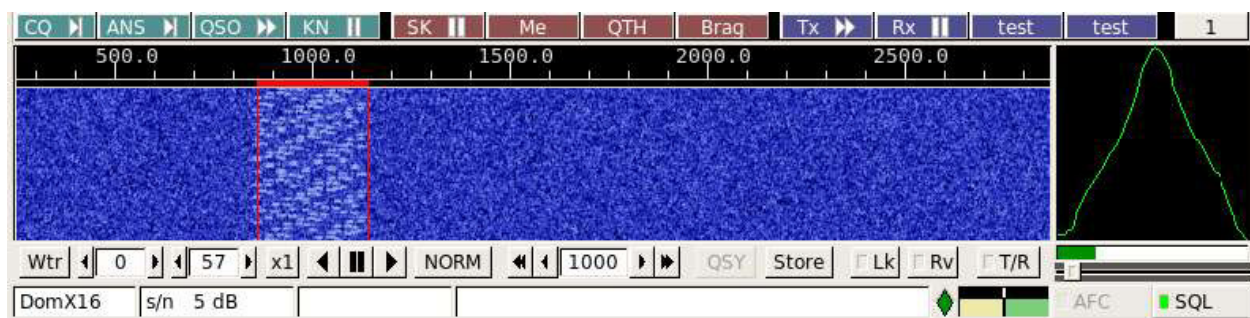 CQ ANS QSO KN SK Me QTH Brag Tx Rx test test 1
500.0 1000.0 1500.0 2000.0 2500.0
Wtr 0 57 x1 NORM 1000 QSY Store Lk Rv T/R
DomX16 s/n 5 dB AFC SQL